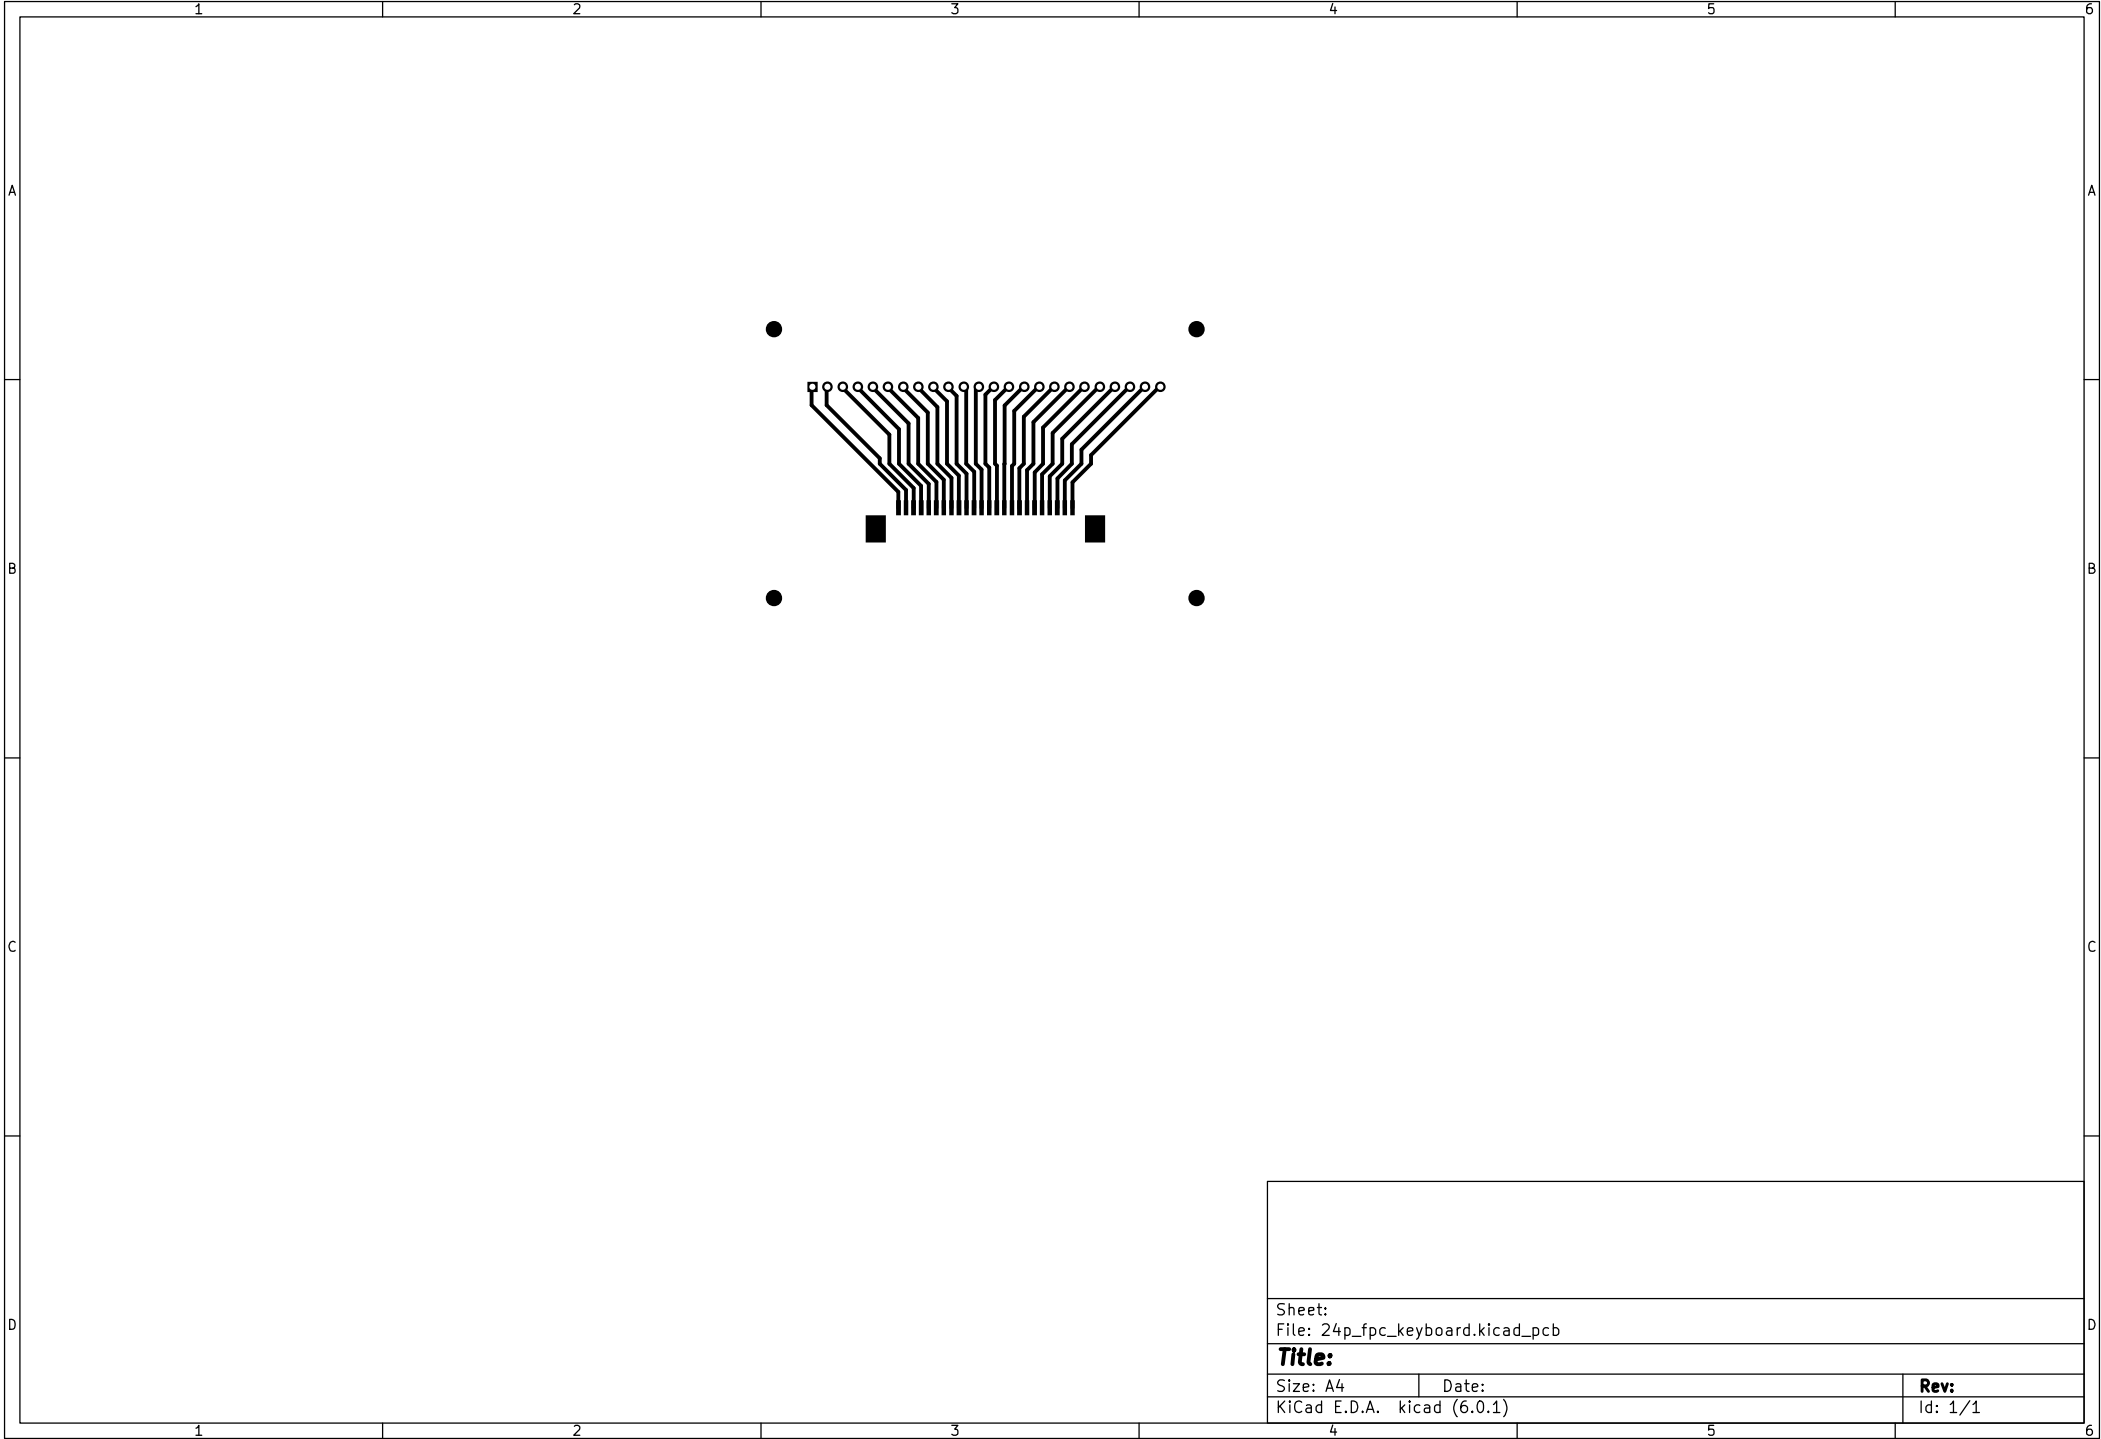 1 2 3 4 5 6
A A
B B
C C
Sheet:
File: 24p_fpc_keyboard.kicad_pcb
D D
Title:
Size: A4 Date: Rev:
KiCad E.D.A. kicad (6.0.1) Id: 1/1
1 2 3 4 5 6